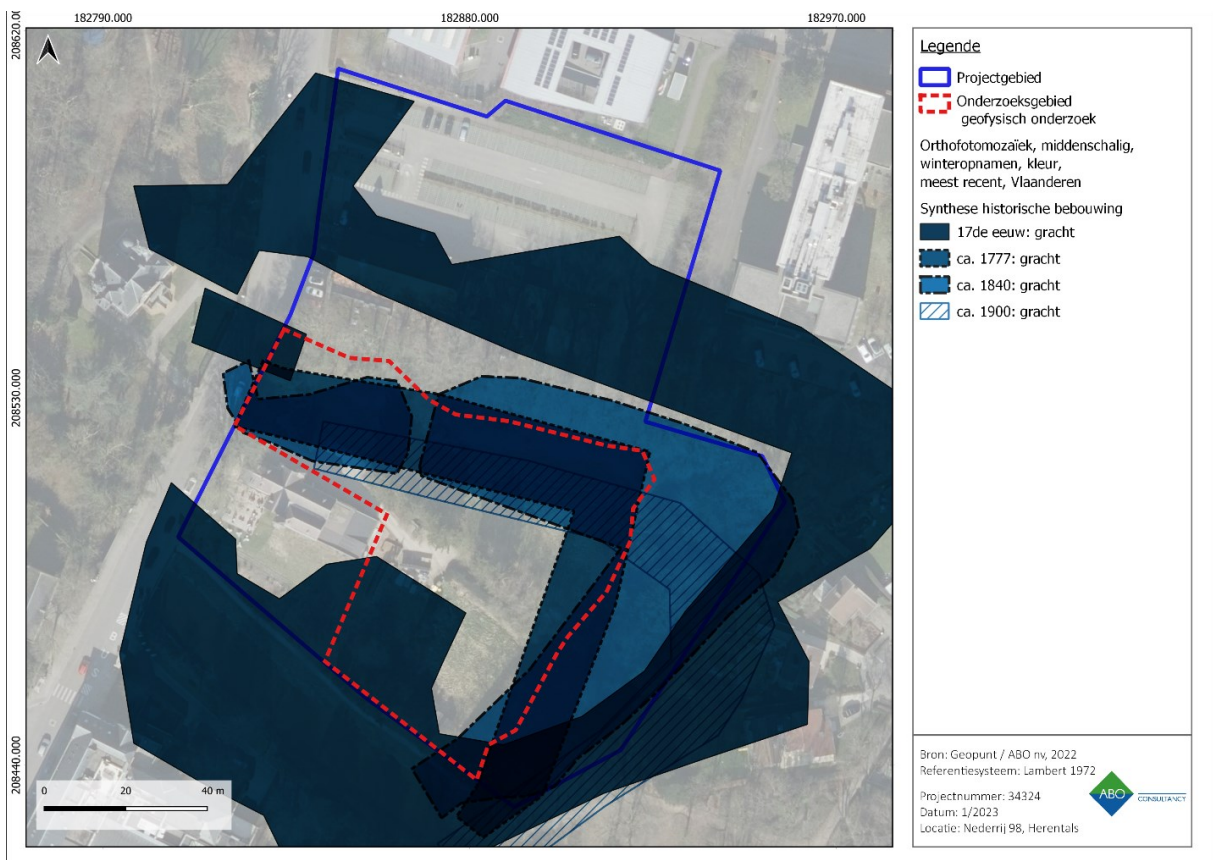 182790.000
182880.000
182970.000
208530.000
208440.000
0
20
40 m
Legende
Projectgebied
Onderzoeksgebied
geofysisch onderzoek
Orthofotomozaïek, middenschalig,
winteropnamen, kleur,
meest recent, Vlaanderen
Synthese historische bebouwing
17de eeuw: gracht
ca. 1777: gracht
ca. 1840: gracht
ca. 1900: gracht
Bron: Geopunt / ABO nv, 2022
Referentiesysteem: Lambert 1972
Projectnummer: 34324
Datum: 1/2023
Locatie: Nederrij 98, Herentals
ABO
CONSULTANCY